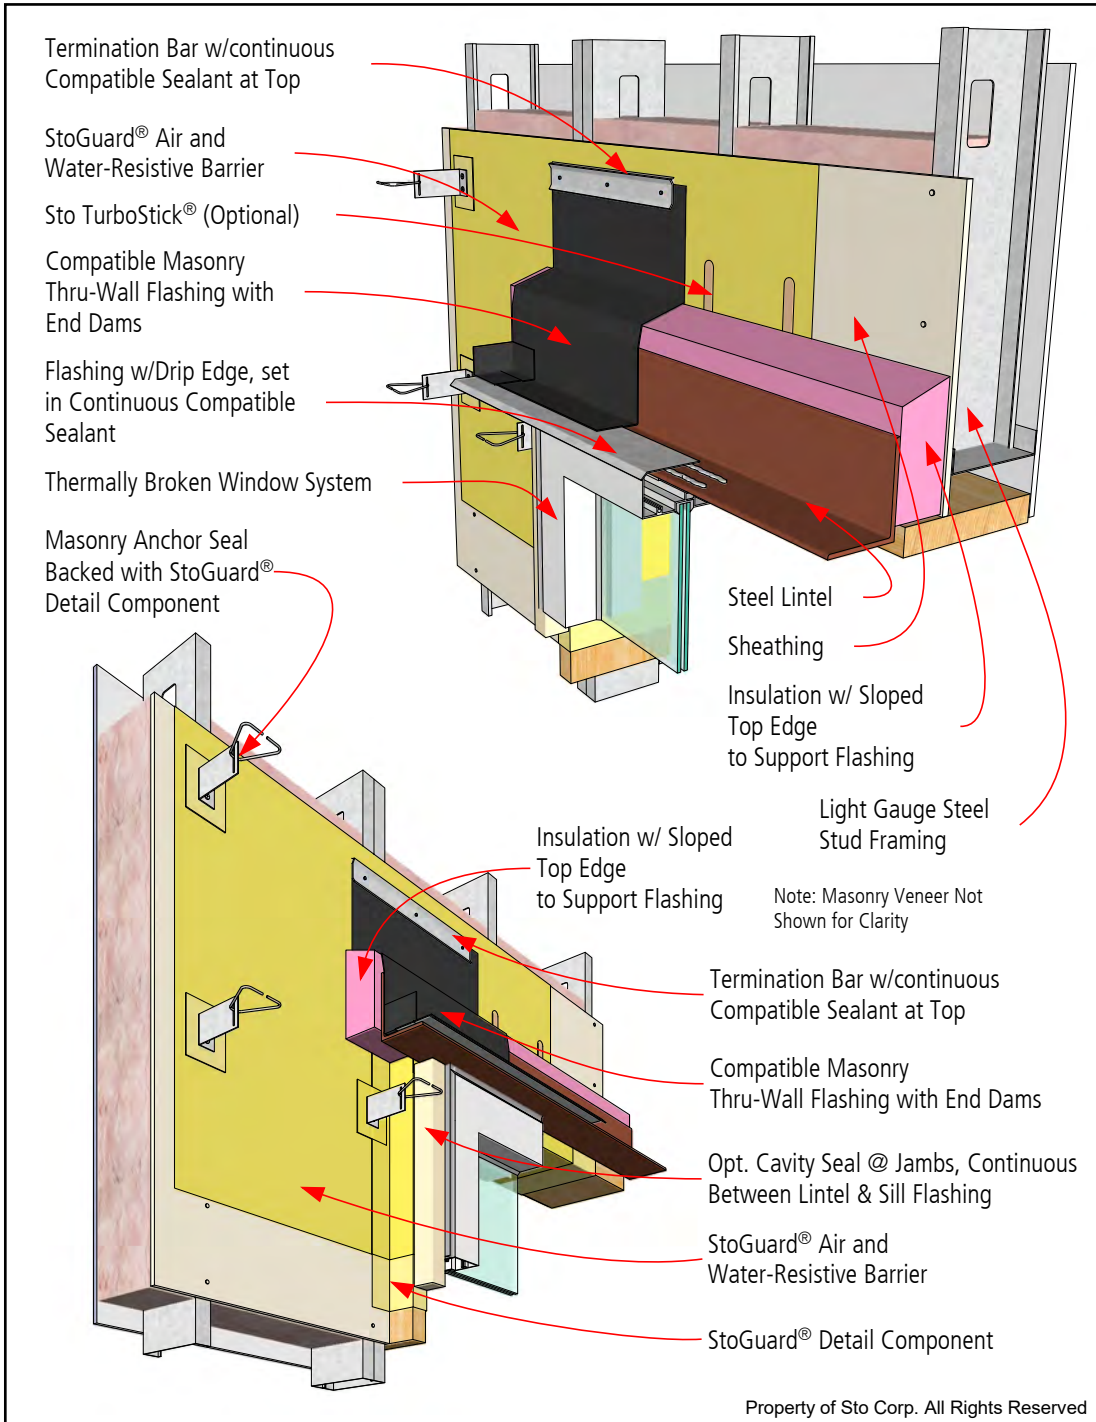 Termination Bar w/continuous
Compatible Sealant at Top
StoGuard® Air and
Water-Resistive Barrier
Sto TurboStick® (Optional)
Compatible Masonry
Thru-Wall Flashing with
End Dams
Flashing w/Drip Edge, set
in Continuous Compatible
Sealant
Thermally Broken Window System
Masonry Anchor Seal
Backed with StoGuard®
Detail Component
Steel Lintel
Sheathing
Insulation w/ Sloped
Top Edge
to Support Flashing
Light Gauge Steel
Stud Framing
Note: Masonry Veneer Not
Shown for Clarity
Insulation w/ Sloped
Top Edge
to Support Flashing
Termination Bar w/continuous
Compatible Sealant at Top
Compatible Masonry
Thru-Wall Flashing with End Dams
Opt. Cavity Seal @ Jambs, Continuous
Between Lintel & Sill Flashing
StoGuard® Air and
Water-Resistive Barrier
StoGuard® Detail Component
Property of Sto Corp. All Rights Reserved